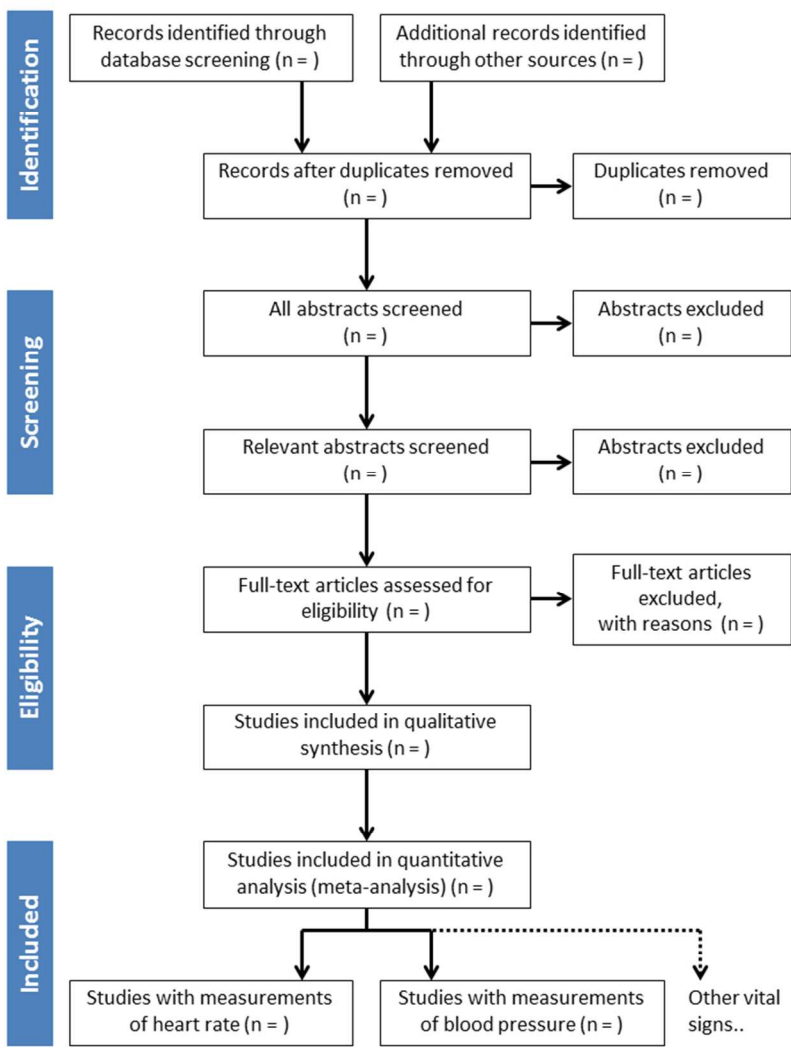 Identification
Records identified through
database screening (n = )
Additional records identified
through other sources (n = )
Records after duplicates removed
(n = )
Duplicates removed
(n = )
Screening
All abstracts screened
(n = )
Abstracts excluded
(n = )
Relevant abstracts screened
(n = )
Abstracts excluded
(n = )
Eligibility
Full-text articles assessed for
eligibility (n = )
Full-text articles
excluded,
with reasons (n = )
Studies included in qualitative
synthesis (n = )
Included
Studies included in quantitative
analysis (meta-analysis) (n = )
Studies with measurements
of heart rate (n = )
Studies with measurements
of blood pressure (n = )
Other vital
signs..